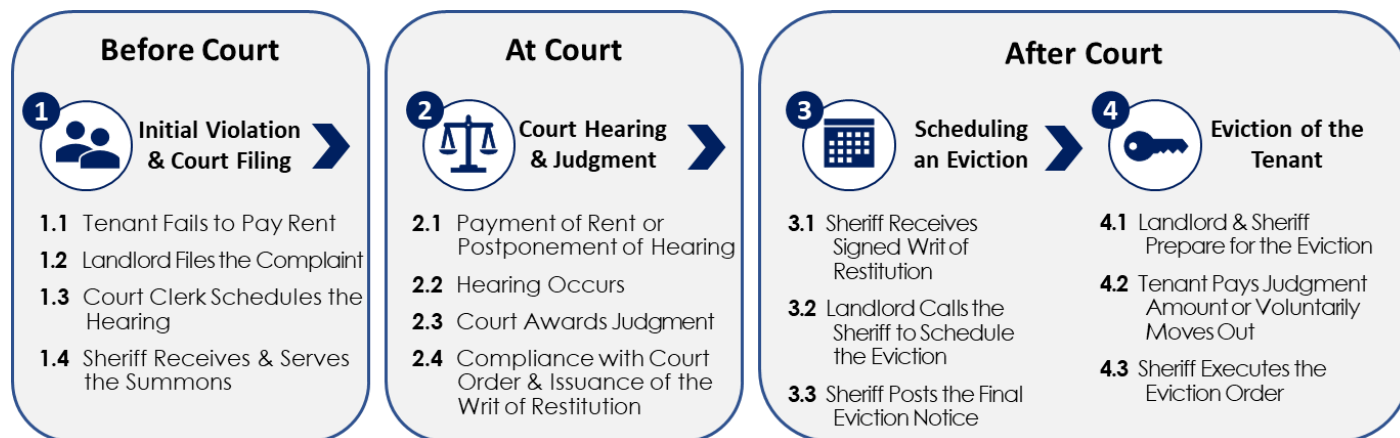 Before Court
1
Initial Violation
& Court Filing
1.1 Tenant Fails to Pay Rent
1.2 Landlord Files the Complaint
1.3 Court Clerk Schedules the
Hearing
1.4 Sheriff Receives & Serves
the Summons
At Court
2
Court Hearing
& Judgment
2.1 Payment of Rent or
Postponement of Hearing
2.2 Hearing Occurs
2.3 Court Awards Judgment
2.4 Compliance with Court
Order & Issuance of the
Writ of Restitution
After Court
3
Scheduling
an Eviction
3.1 Sheriff Receives
Signed Writ of
Restitution
3.2 Landlord Calls the
Sheriff to Schedule
the Eviction
3.3 Sheriff Posts the Final
Eviction Notice
4
Eviction of the
Tenant
4.1 Landlord & Sheriff
Prepare for the Eviction
4.2 Tenant Pays Judgment
Amount or Voluntarily
Moves Out
4.3 Sheriff Executes the
Eviction Order